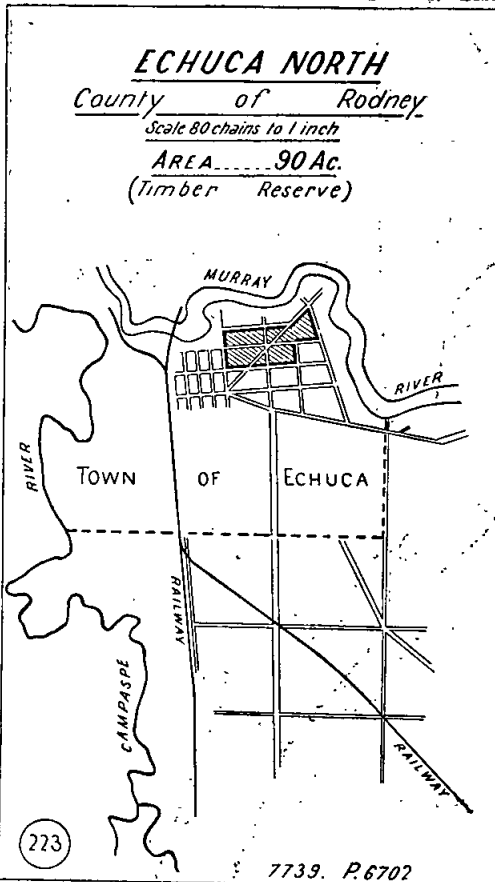 ECHUCA NORTH
County of Rodney
Scale 80 chains to 1 inch
AREA......90 Ac.
(Timber Reserve)
MURRAY
RIVER
RIVER
TOWN OF ECHUCA
RAILWAY
CAMPASPE
RAILWAY
223
7739. P.6702